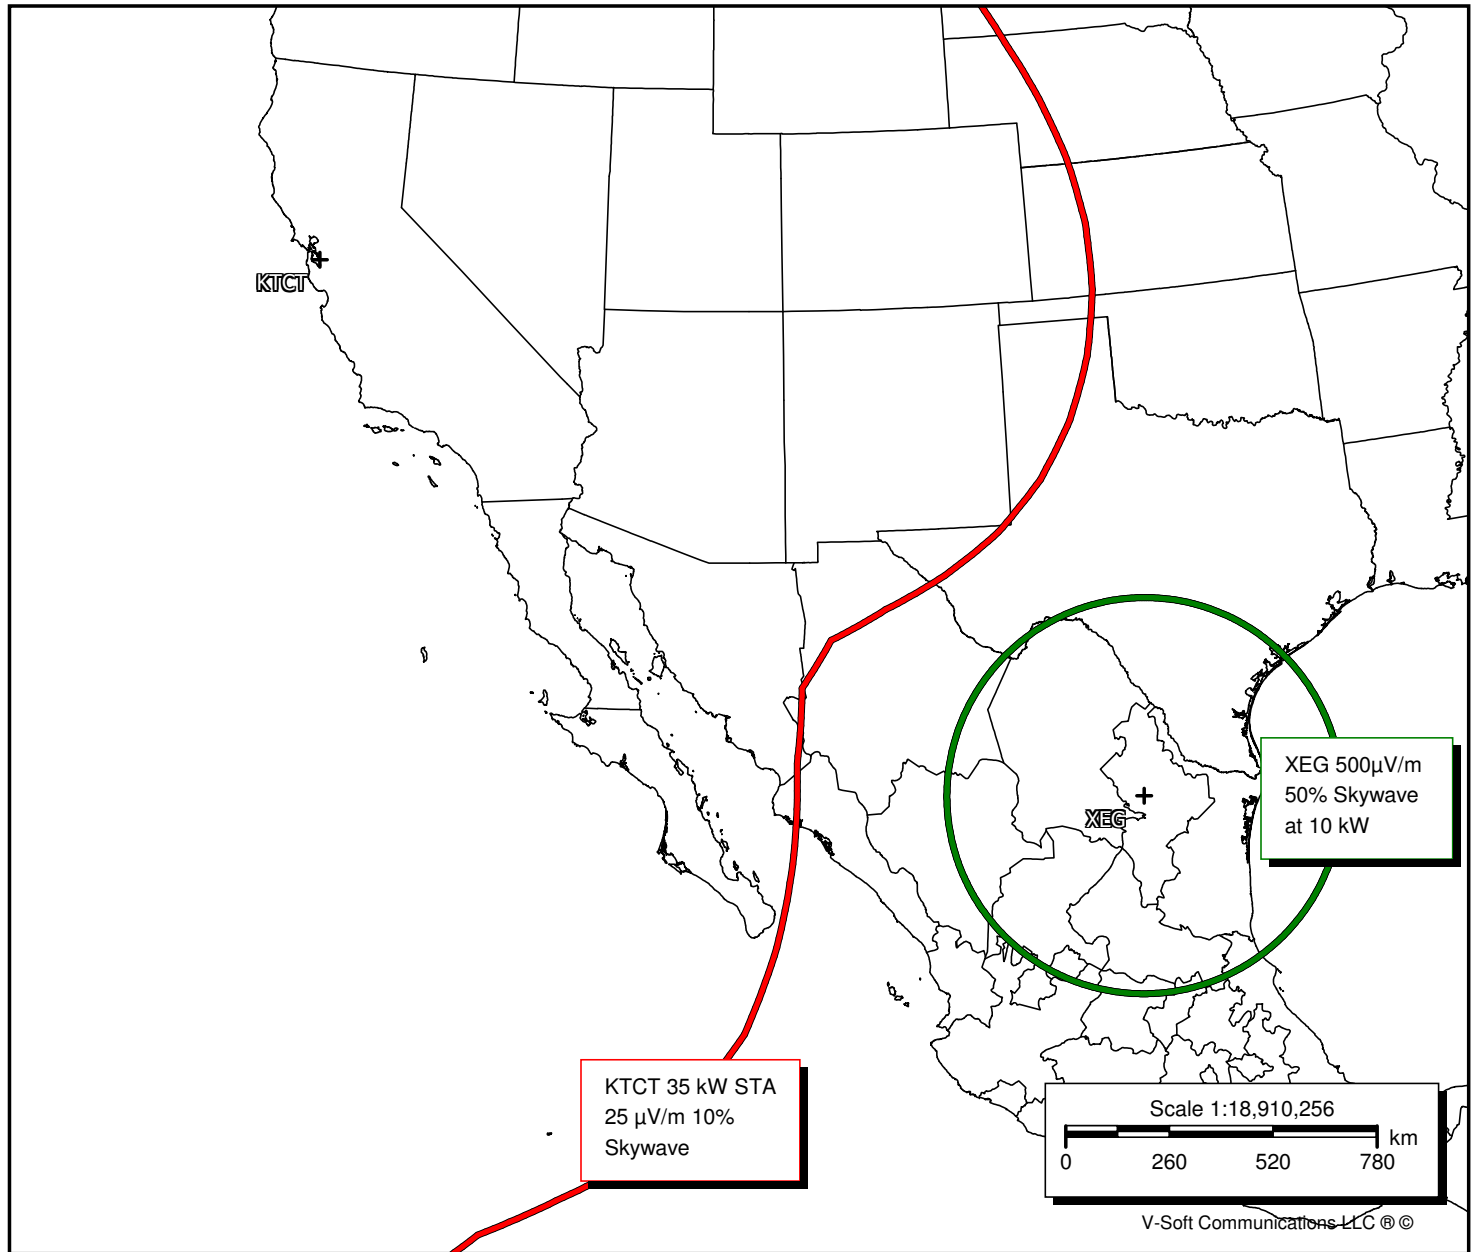 KTCT
XEG 500µV/m
50% Skywave
at 10 kW
XEG
KTCT 35 kW STA
25 µV/m 10%
Skywave
Scale 1:18,910,256
km
0 260 520 780
V-Soft Communications LLC ® ©